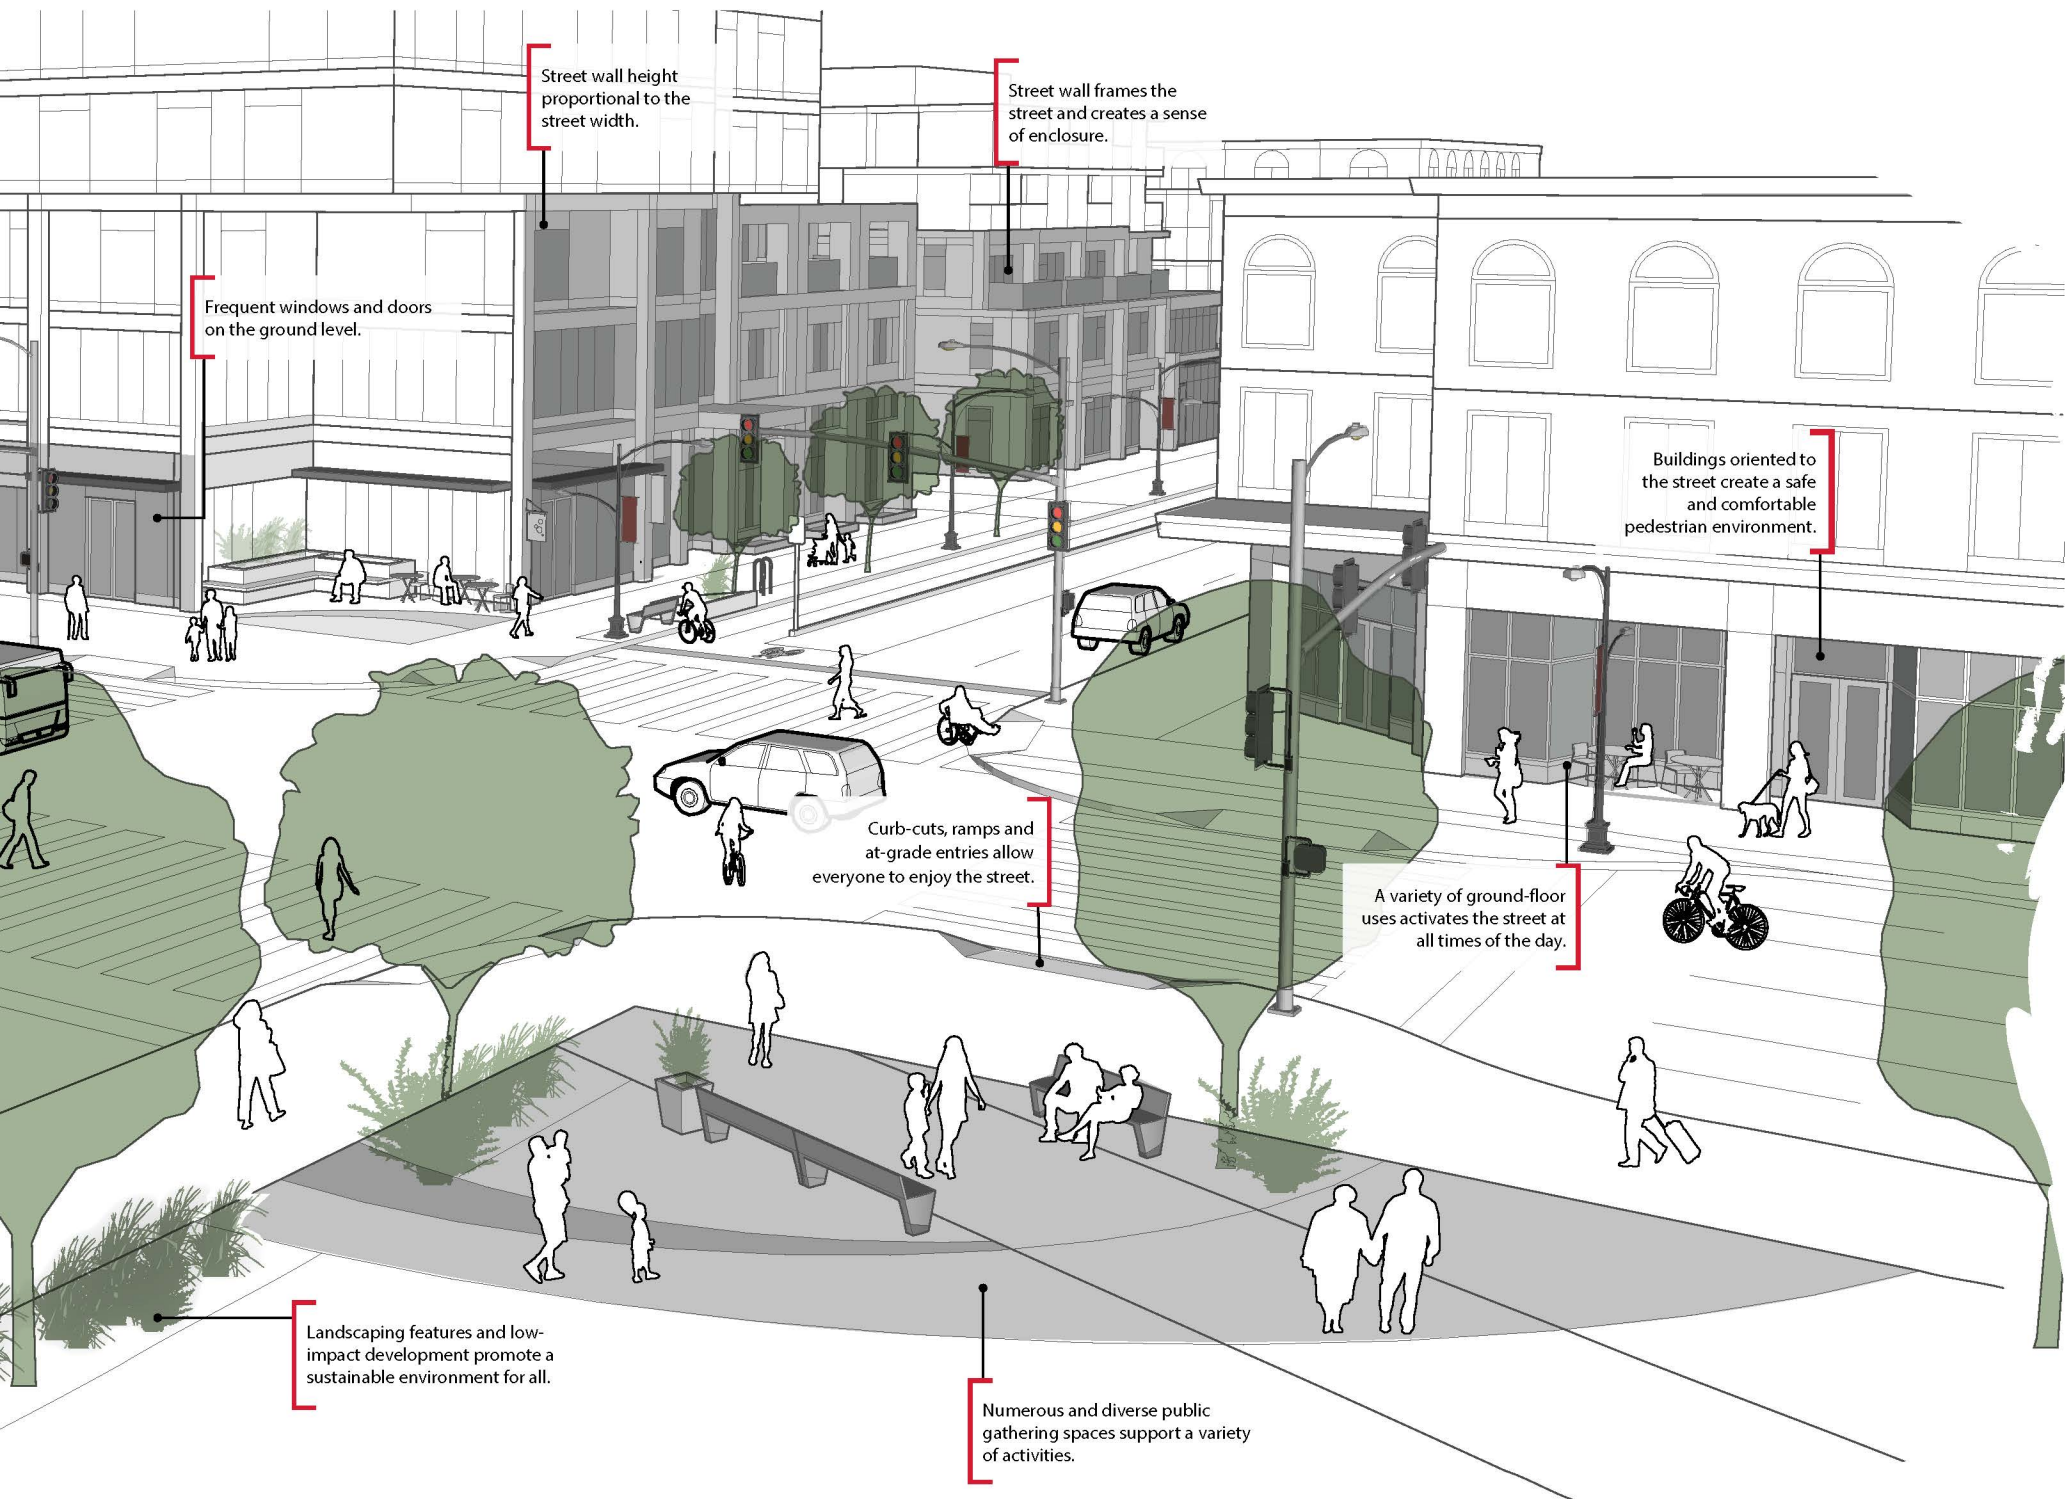 Street wall height
proportional to the
street width.
Street wall frames the
street and creates a sense
of enclosure.
Frequent windows and doors
on the ground level.
Buildings oriented to
the street create a safe
and comfortable
pedestrian environment.
Curb-cuts, ramps and
at-grade entries allow
everyone to enjoy the street.
A variety of ground-floor
uses activates the street at
all times of the day.
Landscaping features and low-
impact development promote a
sustainable environment for all.
Numerous and diverse public
gathering spaces support a variety
of activities.